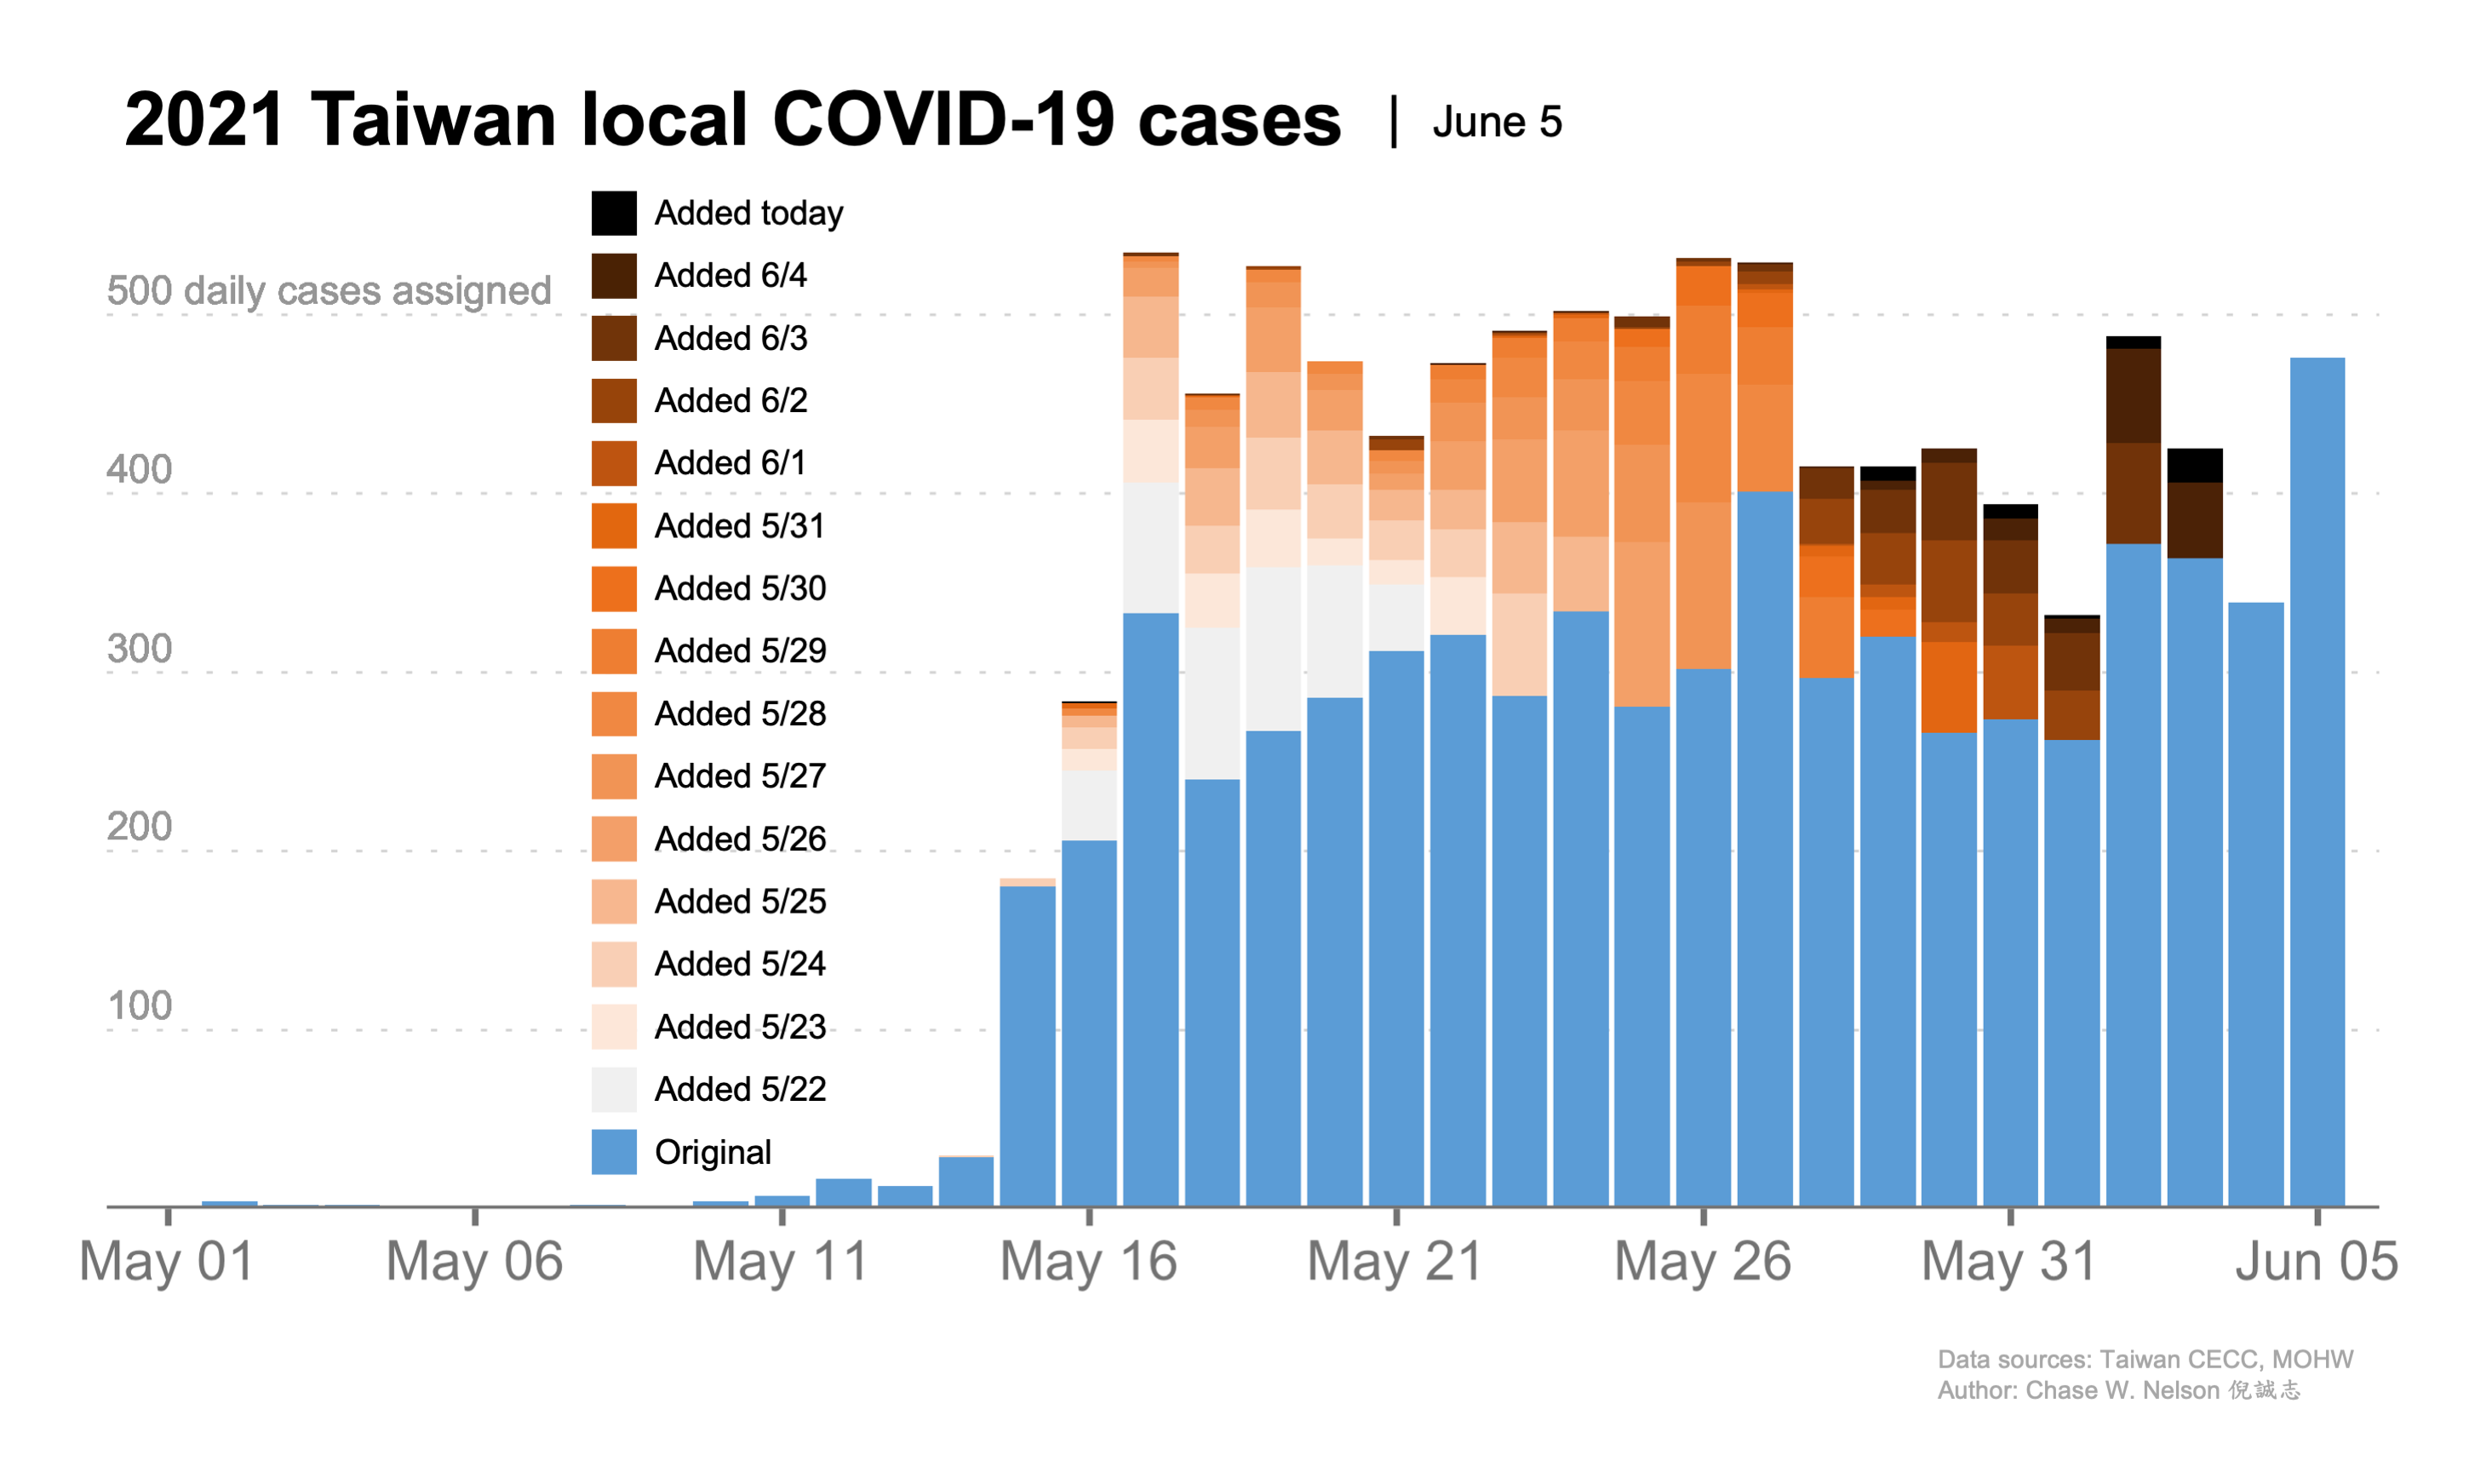 2021 Taiwan local COVID-19 cases | June 5
Added today
Added 6/4
500 daily cases assigned
Added 6/3
Added 6/2
400
Added 6/1
Added 5/31
Added 5/30
300
Added 5/29
Added 5/28
Added 5/27
200
Added 5/26
Added 5/25
Added 5/24
100
Added 5/23
Added 5/22
Original
May 01 May 06 May 11 May 16 May 21 May 26 May 31 Jun 05
Data sources: Taiwan CECC, MOHW
Author: Chase W. Nelson 倪誠志